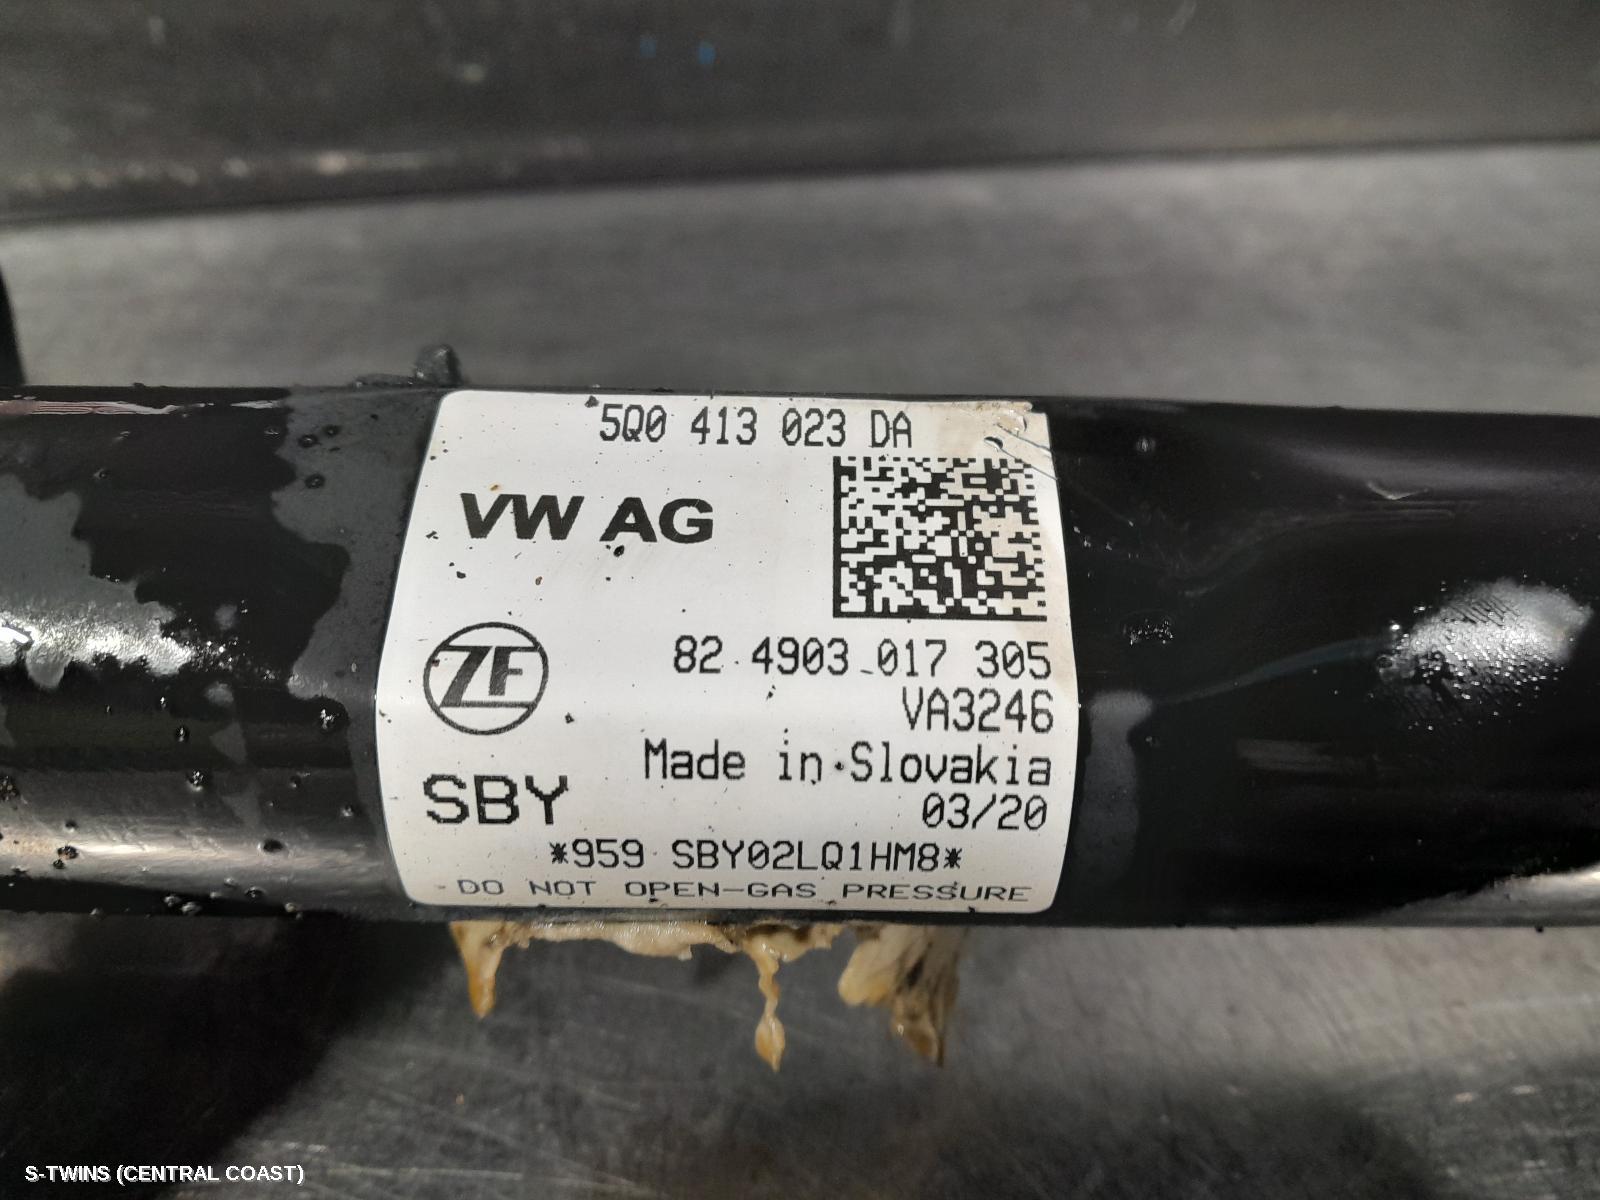 5Q0 413 023 DA
VW AG
ZF
82 4903 017 305
VA3246
Made in Slovakia
SBY
03/20
*959 SBY02LQ1HM8*
DO NOT OPEN-GAS PRESSURE
S-TWINS (CENTRAL COAST)